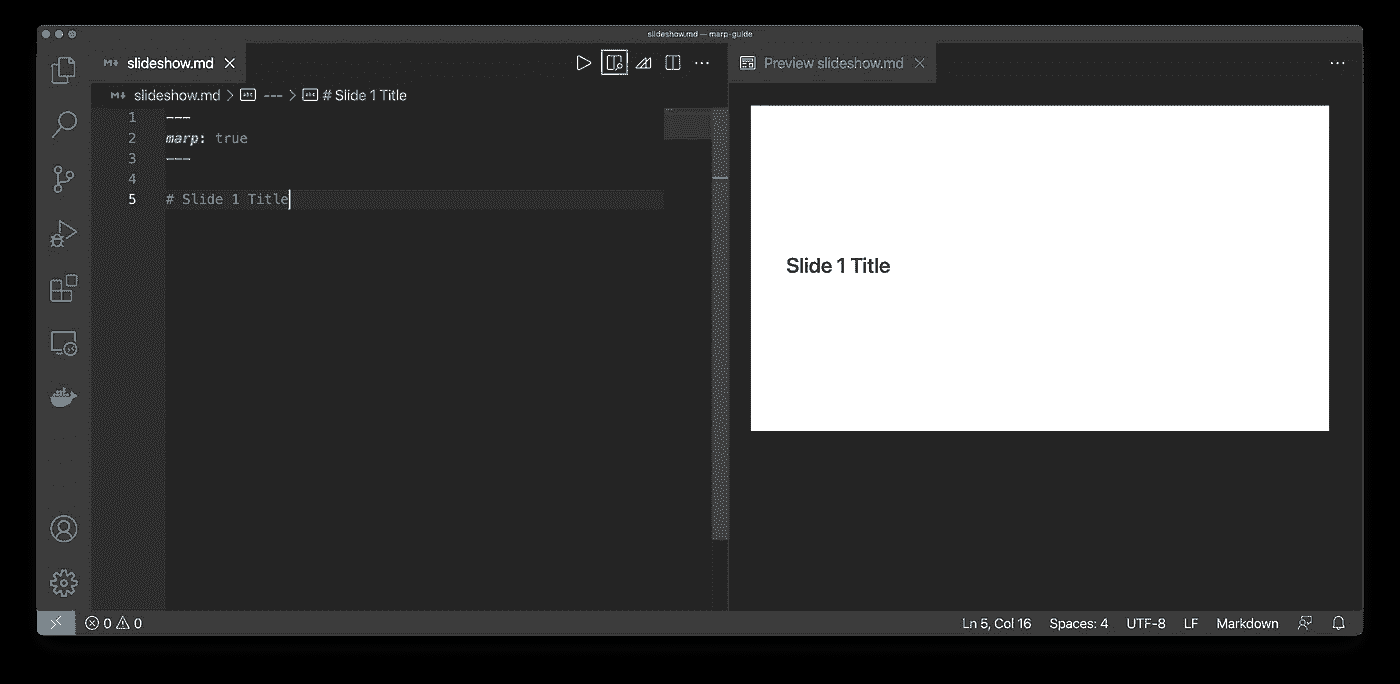 slideshow.md — marp-guide
M↓ slideshow.md
Preview slideshow.md
M↓ slideshow.md > abc --- > abc # Slide 1 Title
1 ---
2 marp: true
3 ---
4
5 # Slide 1 Title
Slide 1 Title
0 0
Ln 5, Col 16 Spaces: 4 UTF-8 LF Markdown